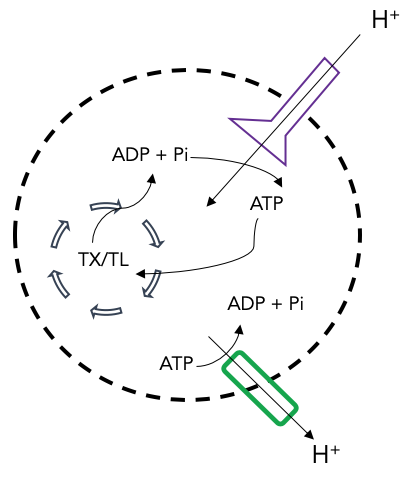 H⁺
ADP + Pi
ATP
TX/TL
ADP + Pi
ATP
H⁺